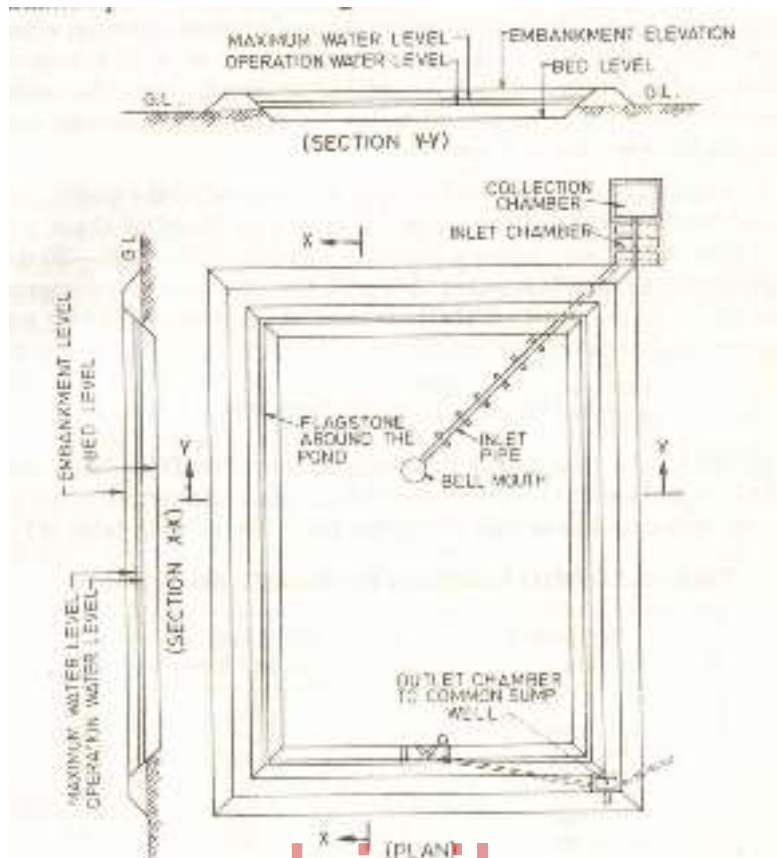 MAXIMUM WATER LEVEL
OPERATION WATER LEVEL
EMBANKMENT ELEVATION
BED LEVEL
G.L.
G.L.
(SECTION Y-Y)
COLLECTION
CHAMBER
INLET CHAMBER
X
G.L
EMBANKMENT LEVEL
BED LEVEL
FLAGSTONE
AROUND THE
POND
INLET
PIPE
BELL MOUTH
Y
Y
(SECTION X-X)
MAXIMUM WATER LEVEL
OPERATION WATER LEVEL
OUTLET CHAMBER
TO COMMON SUMP
WELL
X
(PLAN)